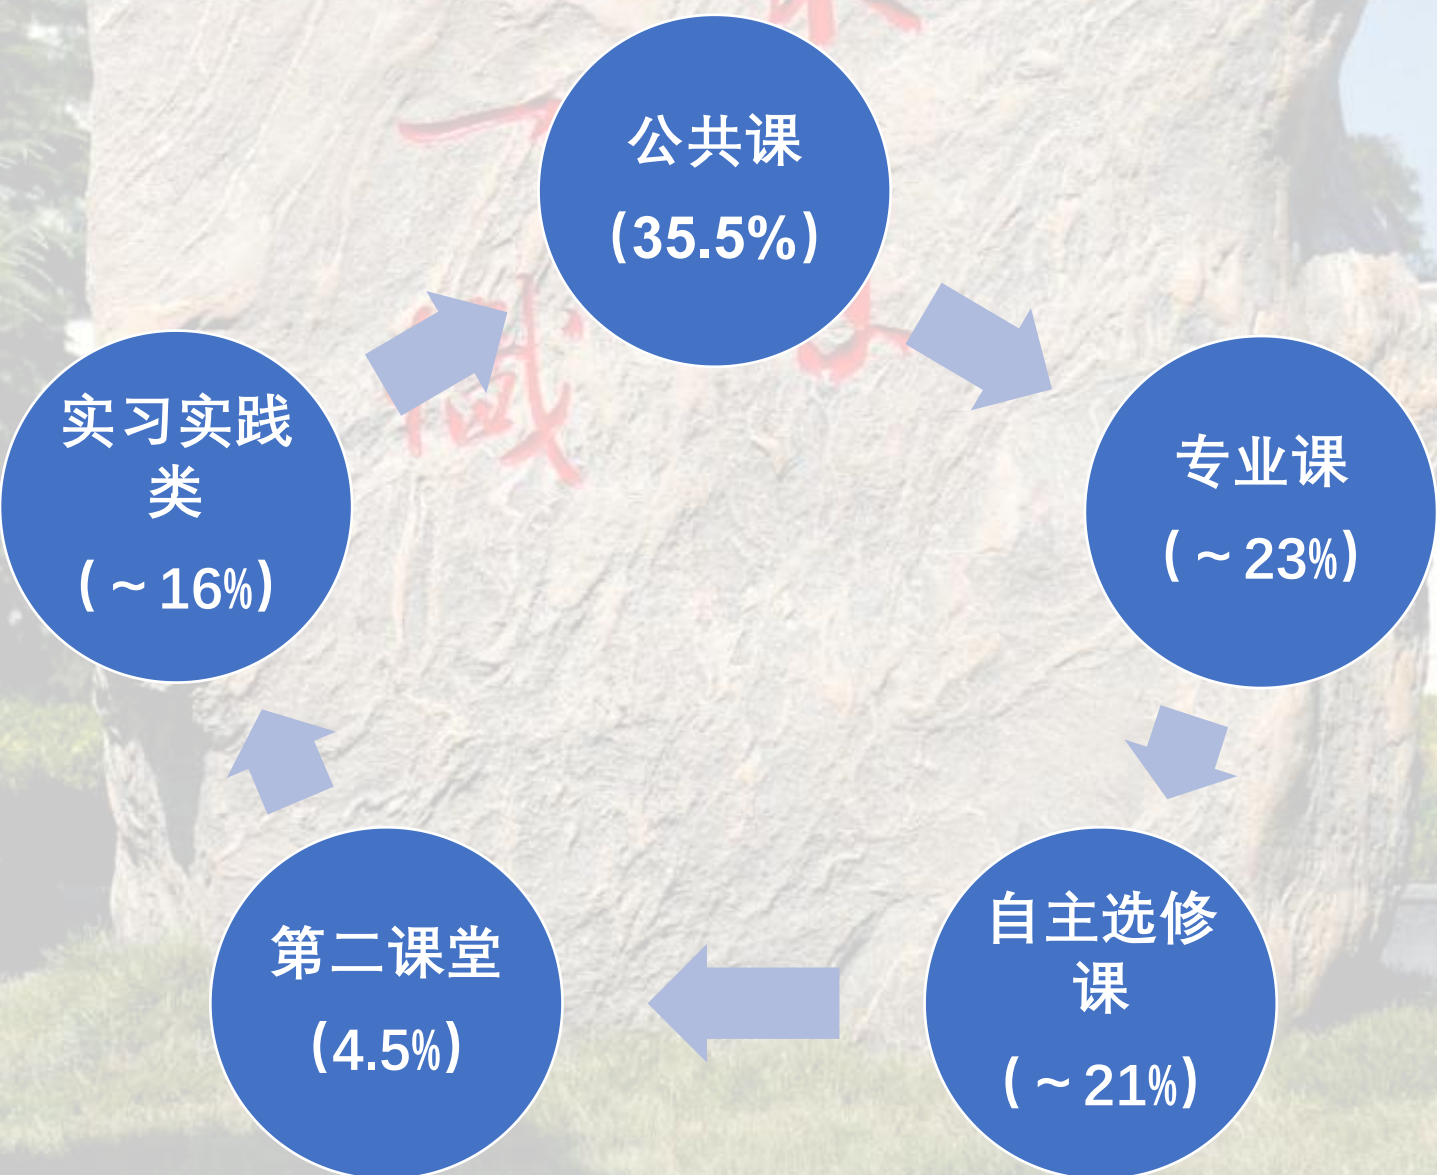 公共课
(35.5%)
专业课
(~23%)
自主选修
课
(~21%)
第二课堂
(4.5%)
实习实践
类
(~16%)